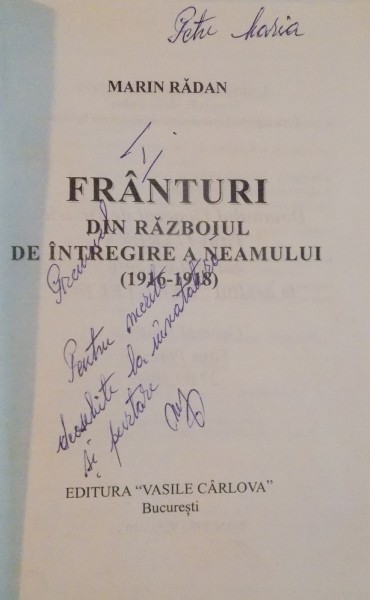 Petre Maria
MARIN RĂDAN
I
FRÂNTURI
DIN RĂZBOIUL
DE ÎNTREGIRE A NEAMULUI
(1916-1918)
Premiul
Pentru merite
deosebite la învățătură
și purtare
EDITURA “VASILE CÂRLOVA”
București